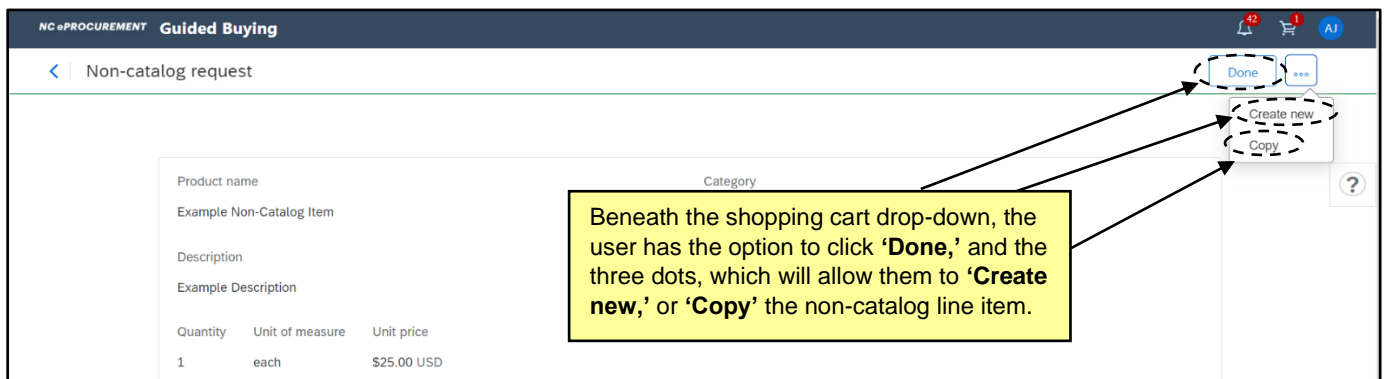 NC ePROCUREMENT Guided Buying 42 1 AJ
Non-catalog request Done
Create new
Copy
Product name Category
Example Non-Catalog Item
Description
Example Description
Quantity Unit of measure Unit price
1 each $25.00 USD
Beneath the shopping cart drop-down, the
user has the option to click ‘Done,’ and the
three dots, which will allow them to ‘Create
new,’ or ‘Copy’ the non-catalog line item.
?